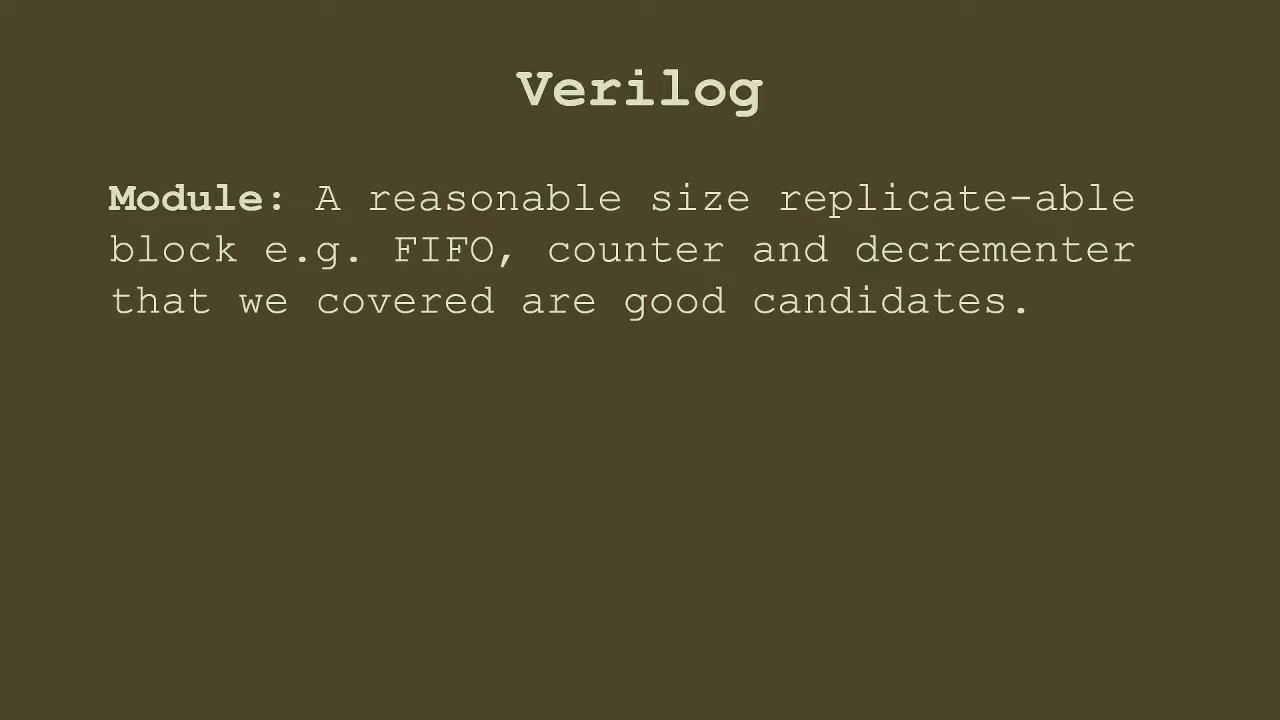 Verilog
Module: A reasonable size replicate-able
block e.g. FIFO, counter and decrementer
that we covered are good candidates.